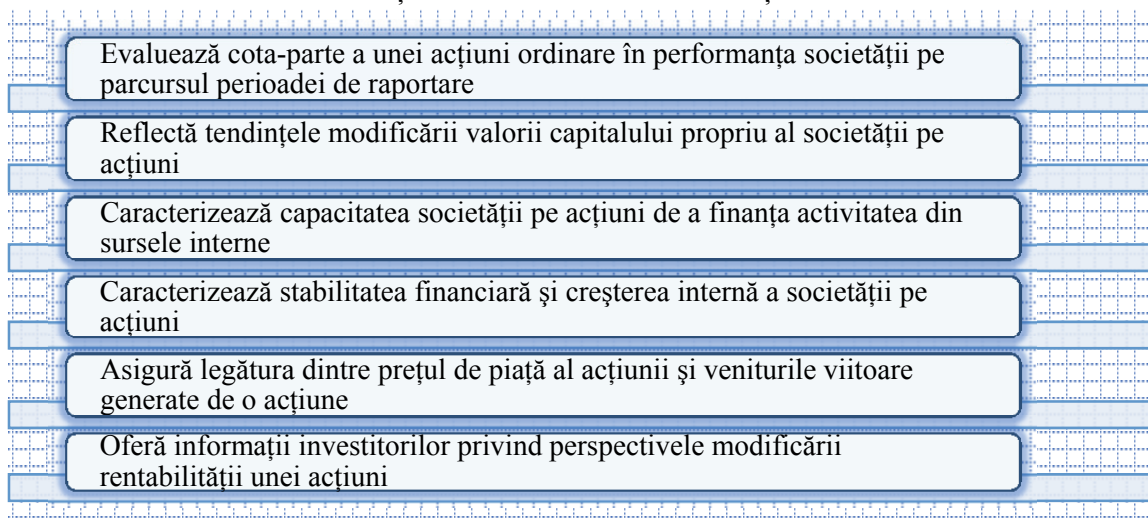 Evaluează cota-parte a unei acțiuni ordinare în performanța societății pe
parcursul perioadei de raportare
Reflectă tendințele modificării valorii capitalului propriu al societății pe
acțiuni
Caracterizează capacitatea societății pe acțiuni de a finanța activitatea din
sursele interne
Caracterizează stabilitatea financiară şi creşterea internă a societății pe
acțiuni
Asigură legătura dintre prețul de piață al acțiunii şi veniturile viitoare
generate de o acțiune
Oferă informații investitorilor privind perspectivele modificării
rentabilității unei acțiuni